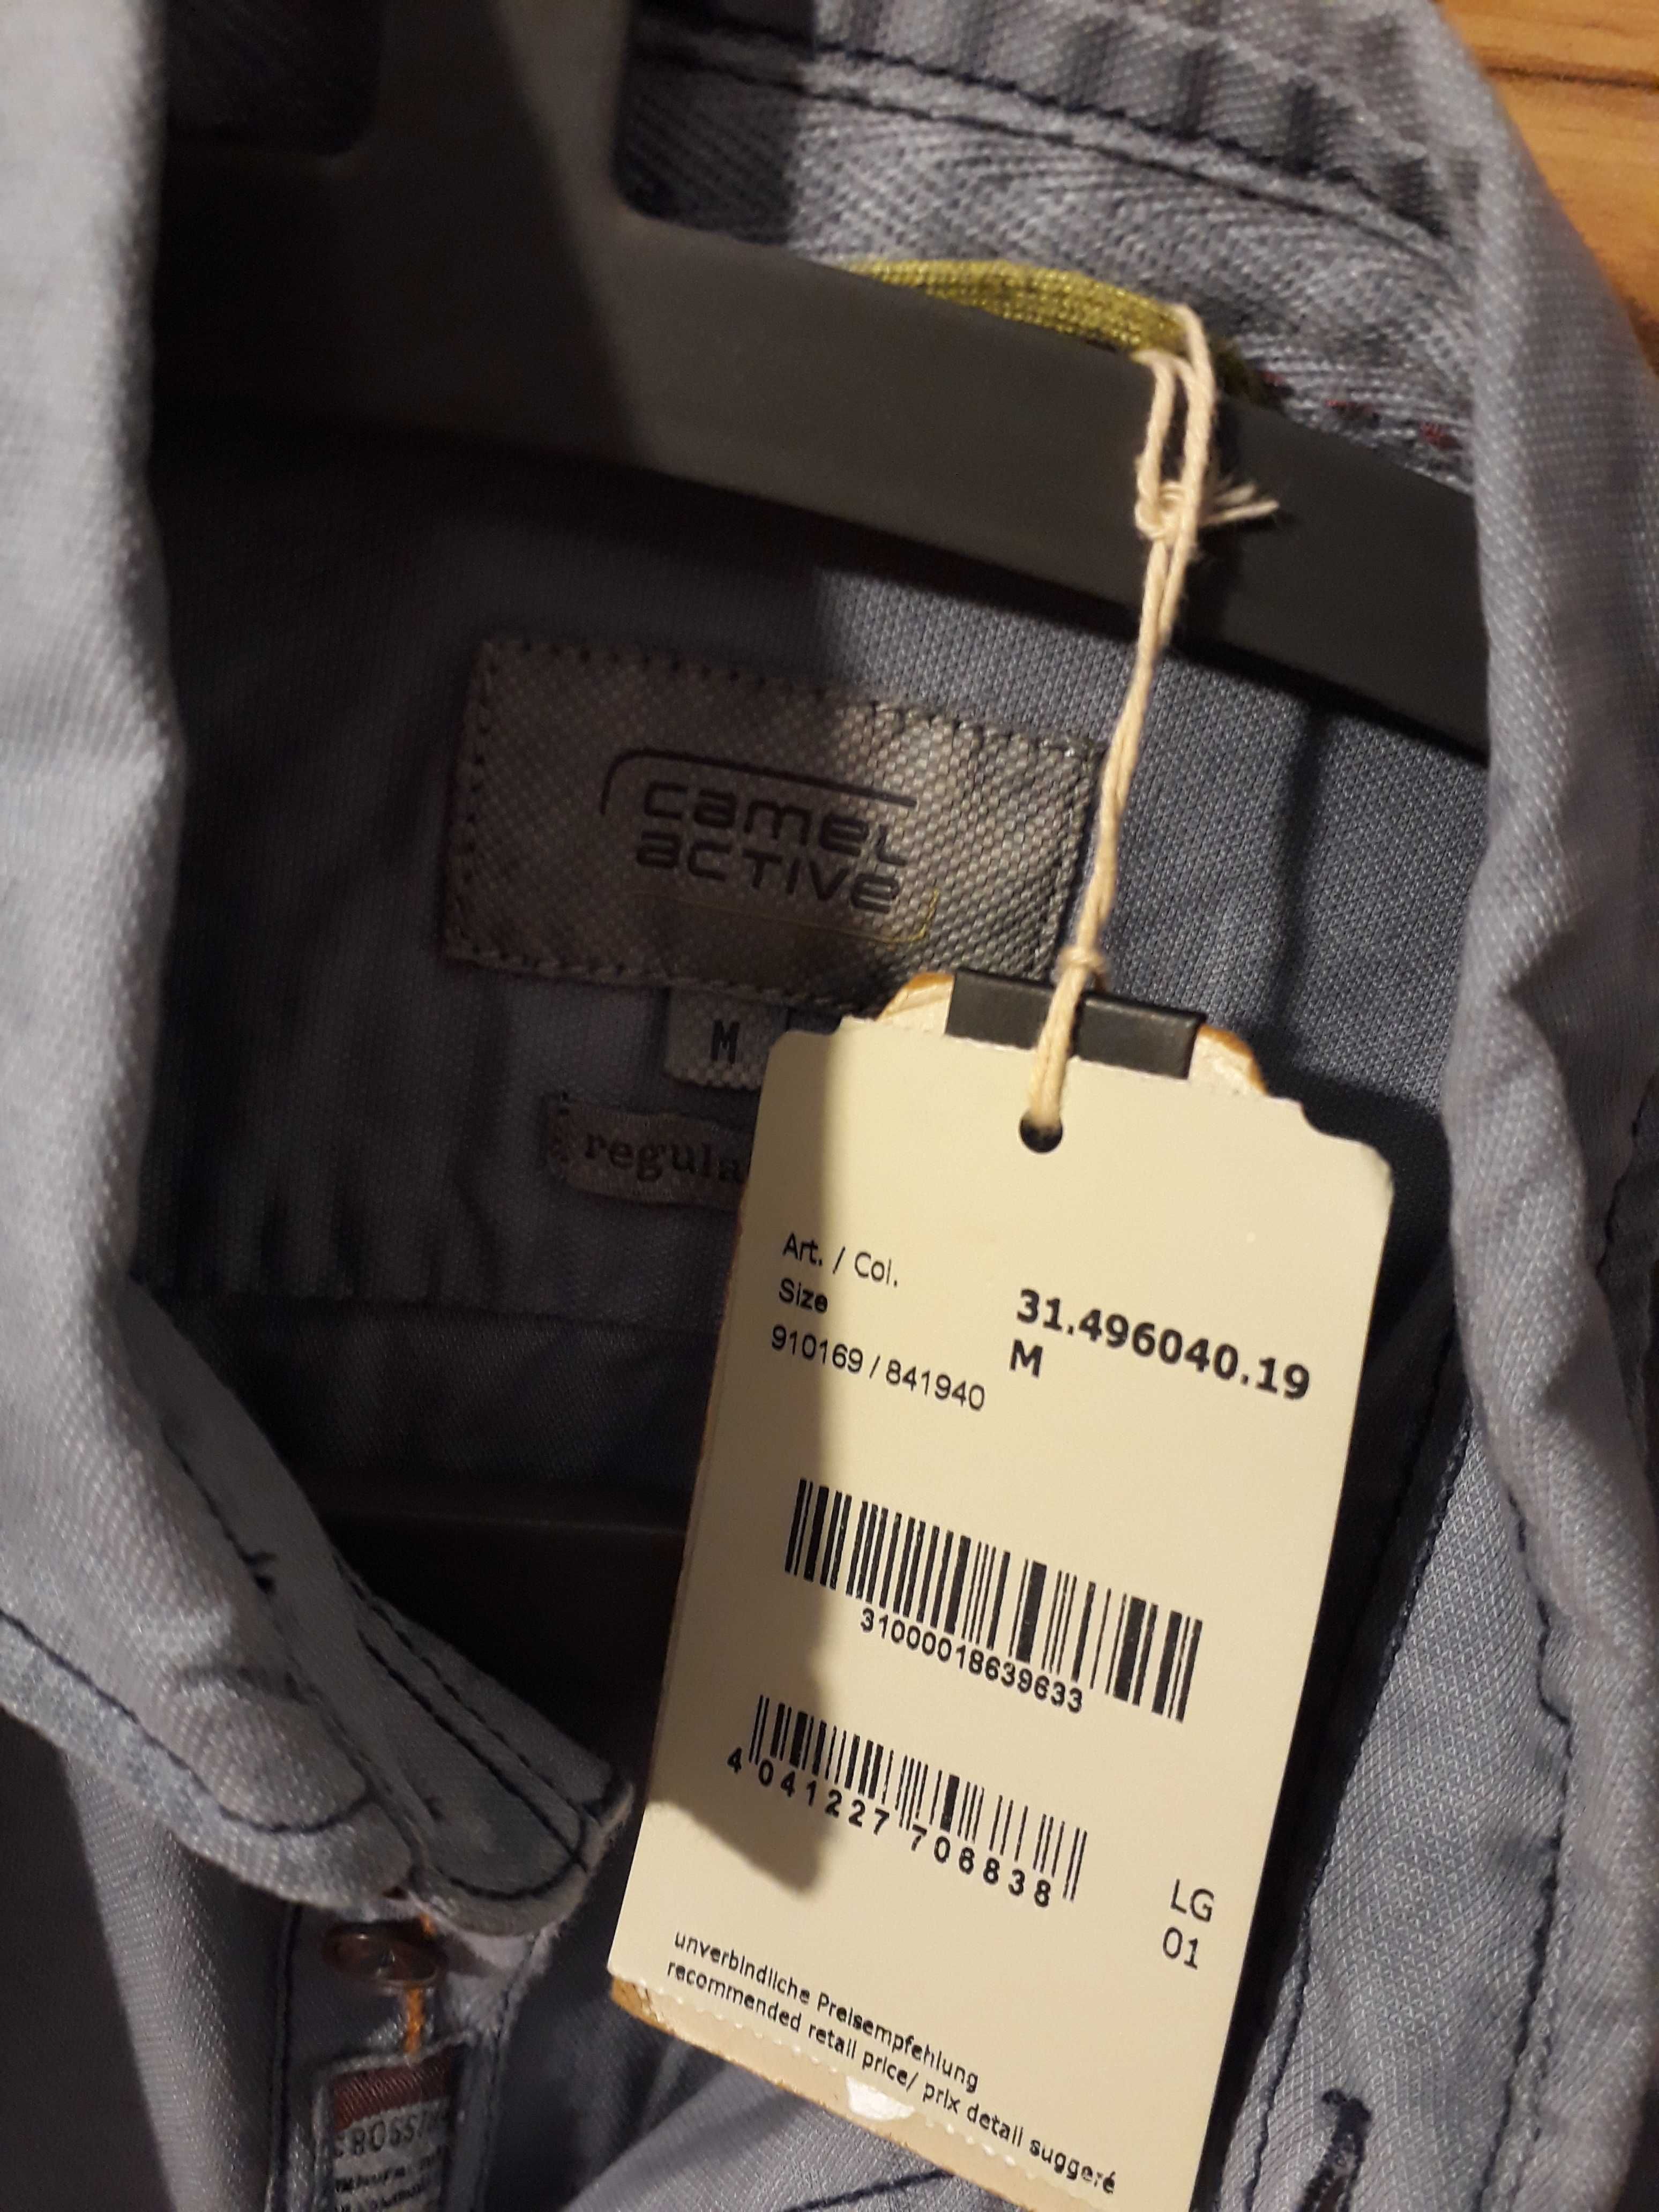 camel
active
M
regula
Art. / Col.
31.496040.19
Size
M
910169 / 841940
31000018639633
4 041227 706838
LG
01
unverbindliche Preisempfehlung
recommended retail price/ prix detail suggeré